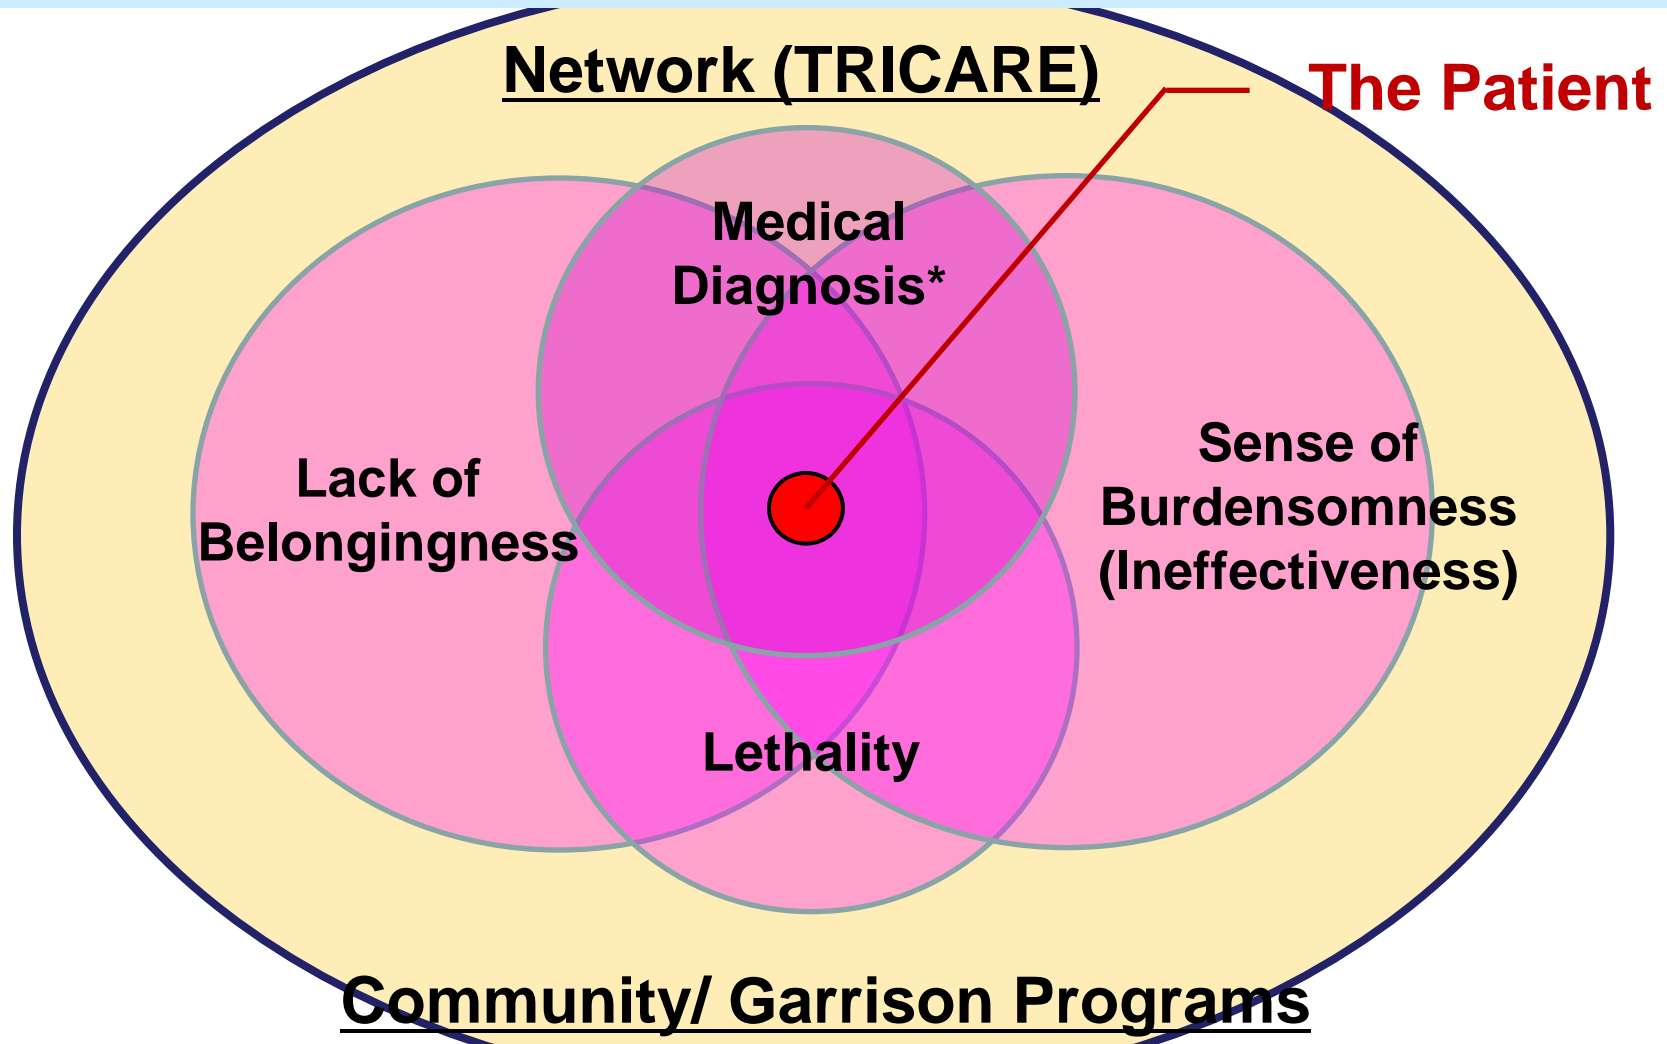 Network (TRICARE)
The Patient
Medical
Diagnosis*
Lack of
Belongingness
Sense of
Burdensomness
(Ineffectiveness)
Lethality
Community/ Garrison Programs